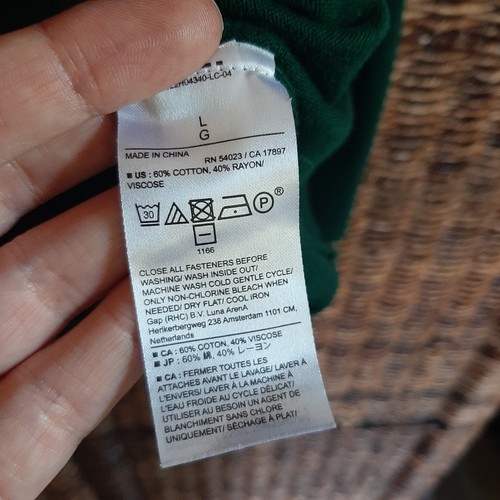 04340-LC-04
L
G
MADE IN CHINA RN 54023 / CA 17897
■ US : 60% COTTON, 40% RAYON/
VISCOSE
30 P ®
1166
CLOSE ALL FASTENERS BEFORE
WASHING/ WASH INSIDE OUT/
MACHINE WASH COLD GENTLE CYCLE/
ONLY NON-CHLORINE BLEACH WHEN
NEEDED/ DRY FLAT/ COOL IRON
Gap (RHC) B.V. Luna ArenA
Herikerbergweg 238 Amsterdam 1101 CM,
Netherlands
■ CA : 60% COTTON, 40% VISCOSE
■ JP : 60% 綿, 40% レーヨン
■ CA : FERMER TOUTES LES
ATTACHES AVANT LE LAVAGE/ LAVER À
L'ENVERS/ LAVER À LA MACHINE À
L'EAU FROIDE AU CYCLE DÉLICAT/
UTILISER AU BESOIN UN AGENT DE
BLANCHIMENT SANS CHLORE
UNIQUEMENT/ SÉCHAGE À PLAT/